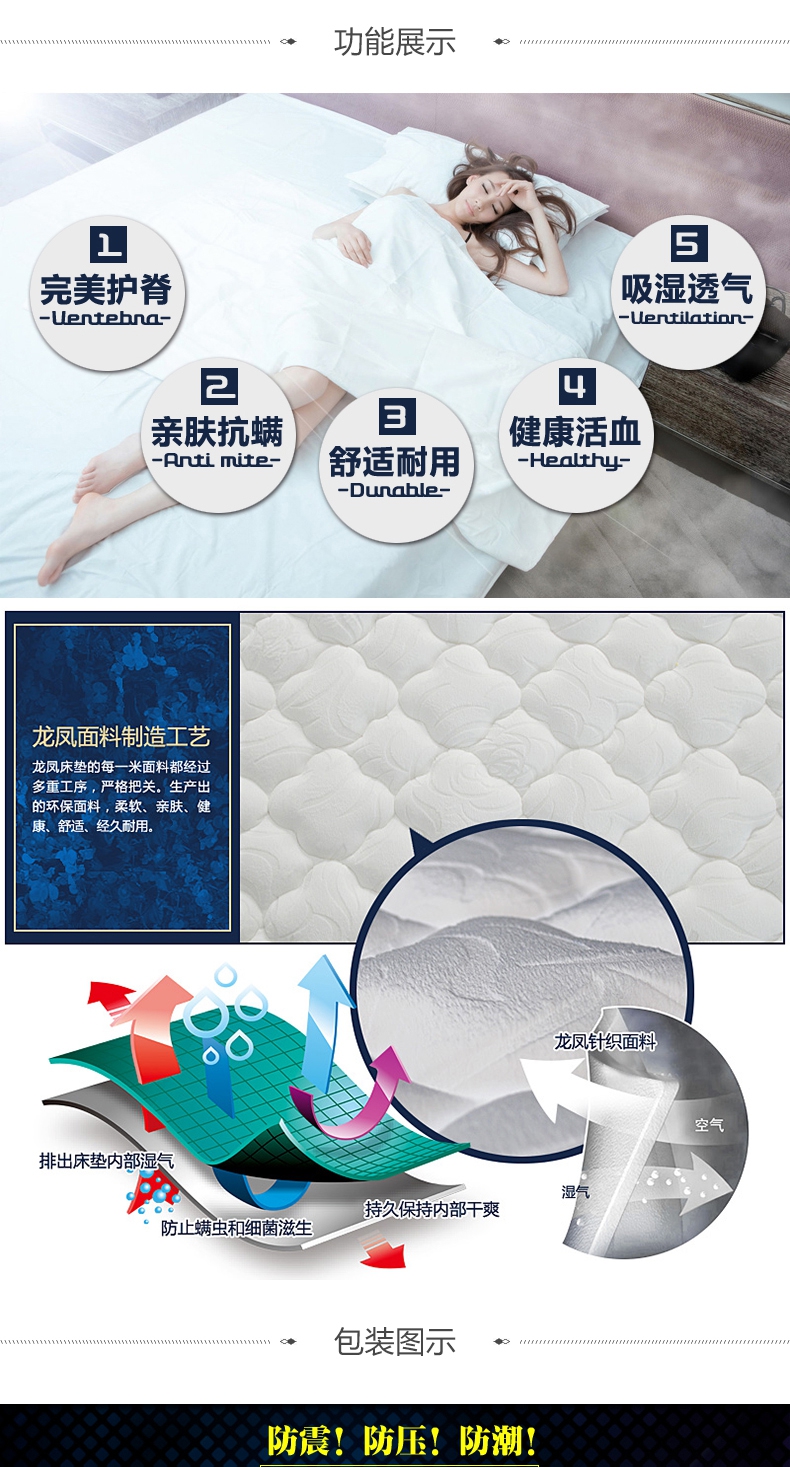 功能展示
1
完美护脊
-Ventebna-
2
亲肤抗螨
-Anti mite-
3
舒适耐用
-Dunable-
4
健康活血
-Healthy-
5
吸湿透气
-Ventilation-
龙凤面料制造工艺
龙凤床垫的每一米面料都经过
多重工序，严格把关。生产出
的环保面料，柔软、亲肤、健
康、舒适、经久耐用。
龙凤针织面料
空气
湿气
排出床垫内部湿气
防止螨虫和细菌滋生
持久保持内部干爽
包装图示
防震！防压！防潮！